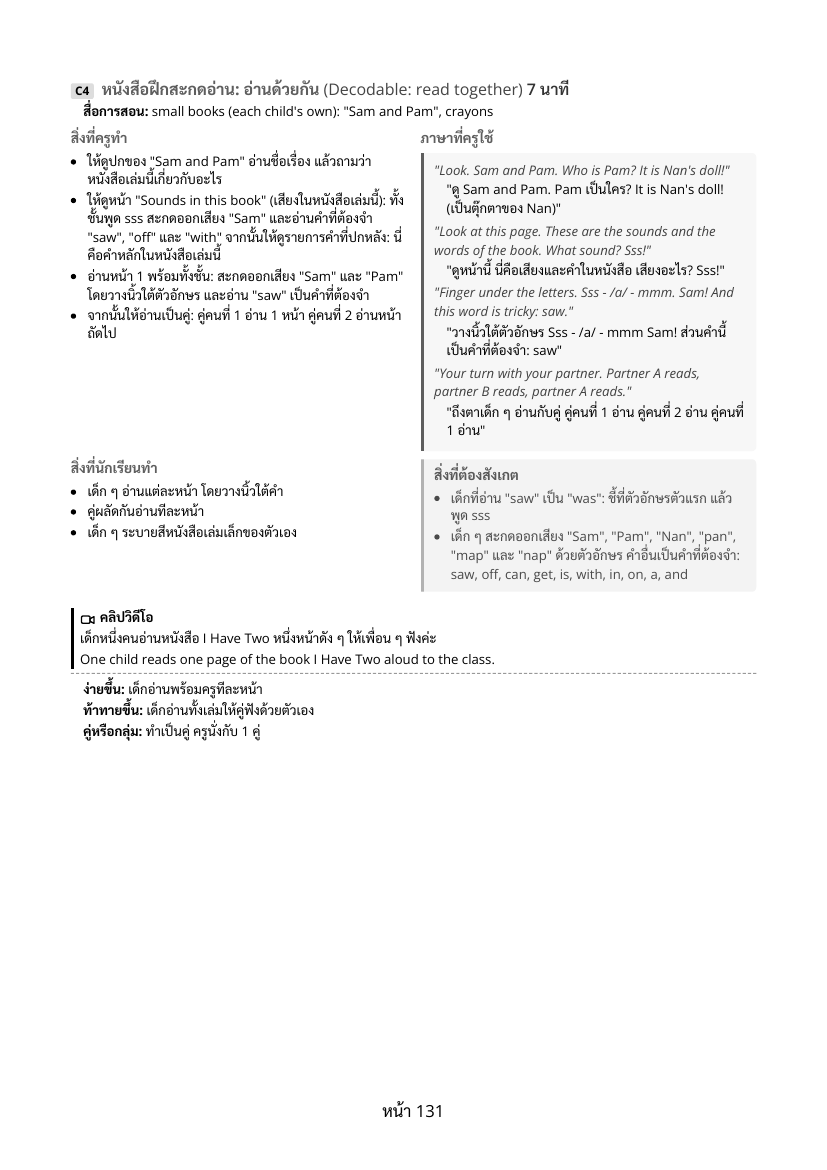 C4 หนังสือฝึกสะกดอ่าน: อ่านด้วยกัน (Decodable: read together) 7 นาที
สื่อการสอน: small books (each child's own): "Sam and Pam", crayons
สิ่งที่ครูทำ
● ให้ดูปกของ "Sam and Pam" อ่านชื่อเรื่อง แล้วถามว่า
หนังสือเล่มนี้เกี่ยวกับอะไร
● ให้ดูหน้า "Sounds in this book" (เสียงในหนังสือเล่มนี้): ทั้ง
ชั้นพูด sss สะกดออกเสียง "Sam" และอ่านคำที่ต้องจำ
"saw", "off" และ "with" จากนั้นให้ดูรายการคำที่ปกหลัง: นี่
คือคำหลักในหนังสือเล่มนี้
● อ่านหน้า 1 พร้อมทั้งชั้น: สะกดออกเสียง "Sam" และ "Pam"
โดยวางนิ้วใต้ตัวอักษร และอ่าน "saw" เป็นคำที่ต้องจำ
● จากนั้นให้อ่านเป็นคู่: คู่คนที่ 1 อ่าน 1 หน้า คู่คนที่ 2 อ่านหน้า
ถัดไป
ภาษาที่ครูใช้
"Look. Sam and Pam. Who is Pam? It is Nan's doll!"
"ดู Sam and Pam. Pam เป็นใคร? It is Nan's doll!
(เป็นตุ๊กตาของ Nan)"
"Look at this page. These are the sounds and the
words of the book. What sound? Sss!"
"ดูหน้านี้ นี่คือเสียงและคำในหนังสือ เสียงอะไร? Sss!"
"Finger under the letters. Sss - /a/ - mmm. Sam! And
this word is tricky: saw."
"วางนิ้วใต้ตัวอักษร Sss - /a/ - mmm Sam! ส่วนคำนี้
เป็นคำที่ต้องจำ: saw"
"Your turn with your partner. Partner A reads,
partner B reads, partner A reads."
"ถึงตาเด็ก ๆ อ่านกับคู่ คู่คนที่ 1 อ่าน คู่คนที่ 2 อ่าน คู่คนที่
1 อ่าน"
สิ่งที่นักเรียนทำ
● เด็ก ๆ อ่านแต่ละหน้า โดยวางนิ้วใต้คำ
● คู่ผลัดกันอ่านทีละหน้า
● เด็ก ๆ ระบายสีหนังสือเล่มเล็กของตัวเอง
สิ่งที่ต้องสังเกต
● เด็กที่อ่าน "saw" เป็น "was": ชี้ที่ตัวอักษรตัวแรก แล้ว
พูด sss
● เด็ก ๆ สะกดออกเสียง "Sam", "Pam", "Nan", "pan",
"map" และ "nap" ด้วยตัวอักษร คำอื่นเป็นคำที่ต้องจำ:
saw, off, can, get, is, with, in, on, a, and
คลิปวิดีโอ
เด็กหนึ่งคนอ่านหนังสือ I Have Two หนึ่งหน้าดัง ๆ ให้เพื่อน ๆ ฟังค่ะ
One child reads one page of the book I Have Two aloud to the class.
ง่ายขึ้น: เด็กอ่านพร้อมครูทีละหน้า
ท้าทายขึ้น: เด็กอ่านทั้งเล่มให้คู่ฟังด้วยตัวเอง
คู่หรือกลุ่ม: ทำเป็นคู่ ครูนั่งกับ 1 คู่
หน้า 131